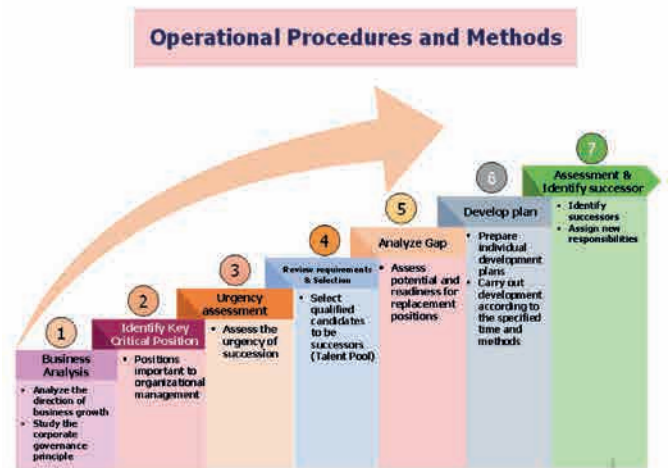 Operational Procedures and Methods
1
Business
Analysis
• Analyze the
direction of
business growth
• Study the
corporate
governance
principle
2
Identify Key
Critical Position
• Positions
important to
organizational
management
3
Urgency
assessment
• Assess the
urgency of
succession
4
Review requirements
& Selection
• Select
qualified
candidates
to be
successors
(Talent Pool)
5
Analyze Gap
• Assess
potential and
readiness for
replacement
positions
6
Develop plan
• Prepare
individual
development
plans
• Carry out
development
according to
the specified
time and
methods
7
Assessment &
Identify successor
• Identify
successors
• Assign new
responsibilities